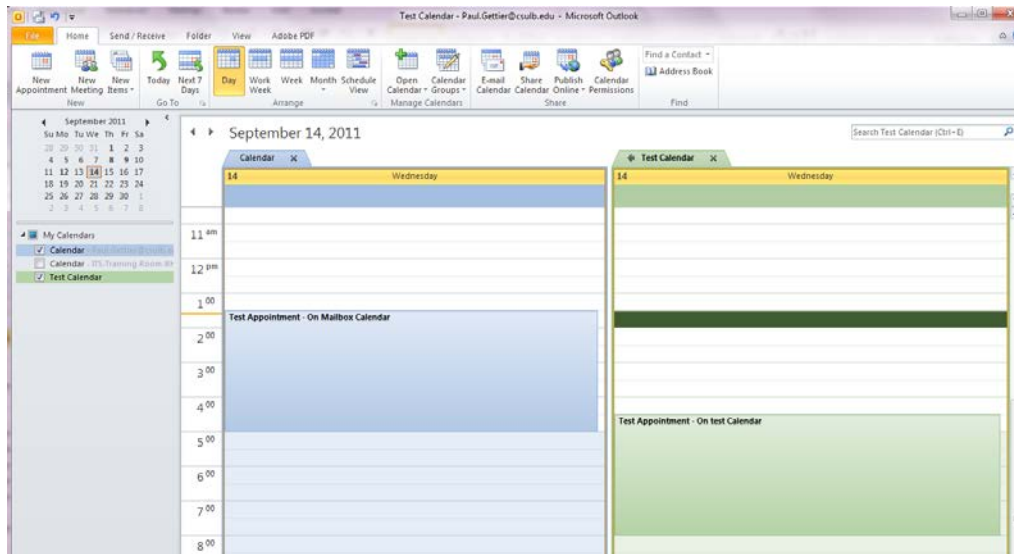 Test Calendar - Paul.Gettier@csulb.edu - Microsoft Outlook
File Home Send / Receive Folder View Adobe PDF
New Appointment
New Meeting
New Items
New
Today
Next 7 Days
Go To
Day
Work Week
Week
Month
Schedule View
Arrange
Open Calendar
Calendar Groups
Manage Calendars
E-mail Calendar
Share Calendar
Publish Online
Calendar Permissions
Share
Find a Contact
Address Book
Find
September 2011
Su Mo Tu We Th Fr Sa
28 29 30 31 1 2 3
4 5 6 7 8 9 10
11 12 13 14 15 16 17
18 19 20 21 22 23 24
25 26 27 28 29 30 1
2 3 4 5 6 7 8
My Calendars
Calendar
Calendar - ITS.Training Room
Test Calendar
September 14, 2011
Search Test Calendar (Ctrl+E)
Calendar
14 Wednesday
Test Calendar
14 Wednesday
11 am
12 pm
1 00
Test Appointment - On Mailbox Calendar
2 00
3 00
4 00
Test Appointment - On test Calendar
5 00
6 00
7 00
8 00